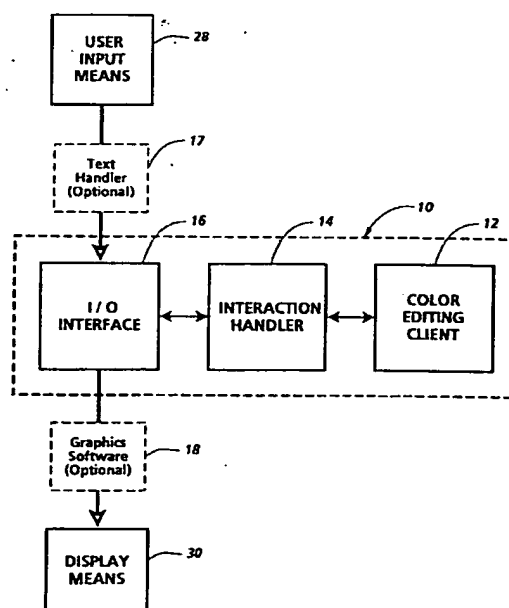 USER
INPUT
MEANS
28
17
Text
Handler
(Optional)
16
14
10
12
I / O
INTERFACE
INTERACTION
HANDLER
COLOR
EDITING
CLIENT
Graphics
Software
(Optional)
18
DISPLAY
MEANS
30